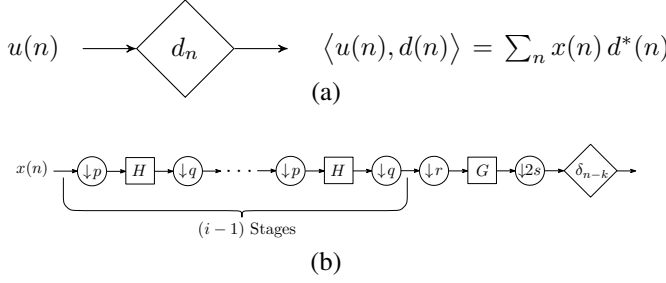 u(n) d_n ⟨u(n), d(n)⟩ = ∑_n x(n) d*(n)
(a)
x(n) ↓p H ↓q · · · ↓p H ↓q ↓r G ↓2s δ_{n−k}
(i − 1) Stages
(b)